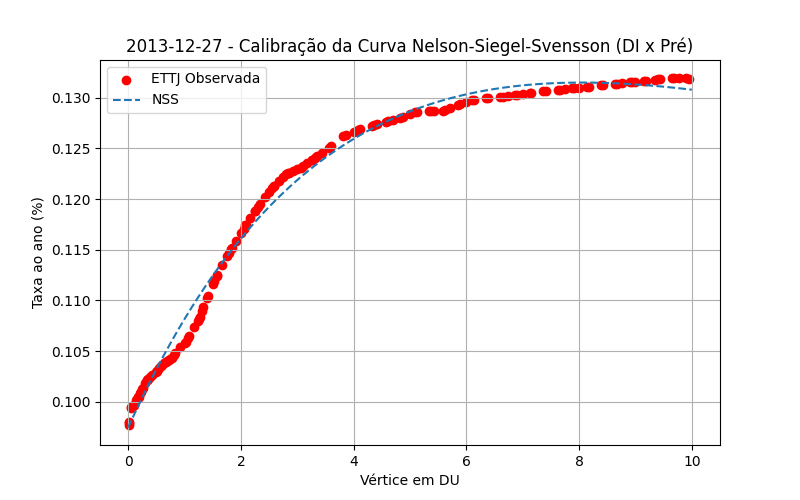 2013-12-27 - Calibração da Curva Nelson-Siegel-Svensson (DI x Pré)
ETTJ Observada
NSS
Taxa ao ano (%)
0.130
0.125
0.120
0.115
0.110
0.105
0.100
0 2 4 6 8 10
Vértice em DU